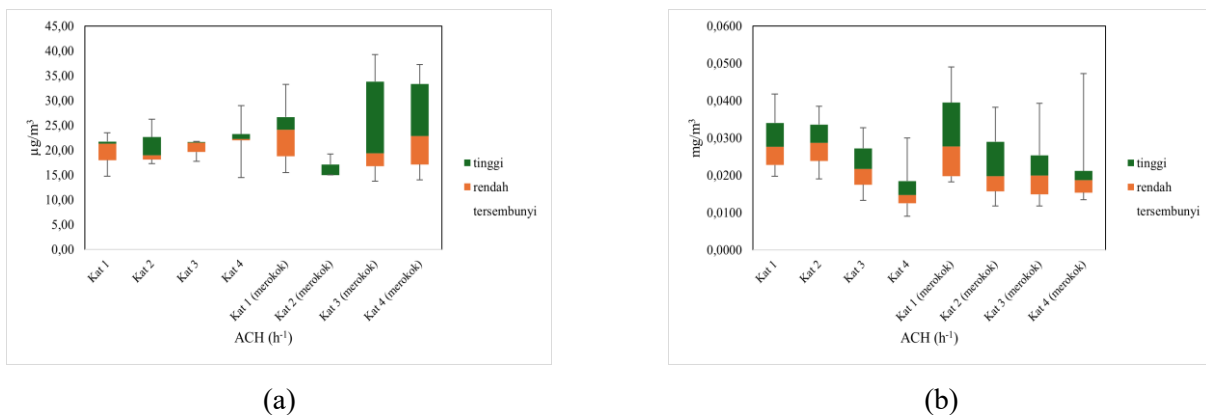 45,00
40,00
35,00
30,00
25,00
20,00
15,00
10,00
5,00
0,00
µg/m³
Kat 1
Kat 2
Kat 3
Kat 4
Kat 1 (merokok)
Kat 2 (merokok)
Kat 3 (merokok)
Kat 4 (merokok)
ACH (h⁻¹)
tinggi
rendah
tersembunyi
(a)
0,0600
0,0500
0,0400
0,0300
0,0200
0,0100
0,0000
mg/m³
Kat 1
Kat 2
Kat 3
Kat 4
Kat 1 (merokok)
Kat 2 (merokok)
Kat 3 (merokok)
Kat 4 (merokok)
ACH (h⁻¹)
tinggi
rendah
tersembunyi
(b)